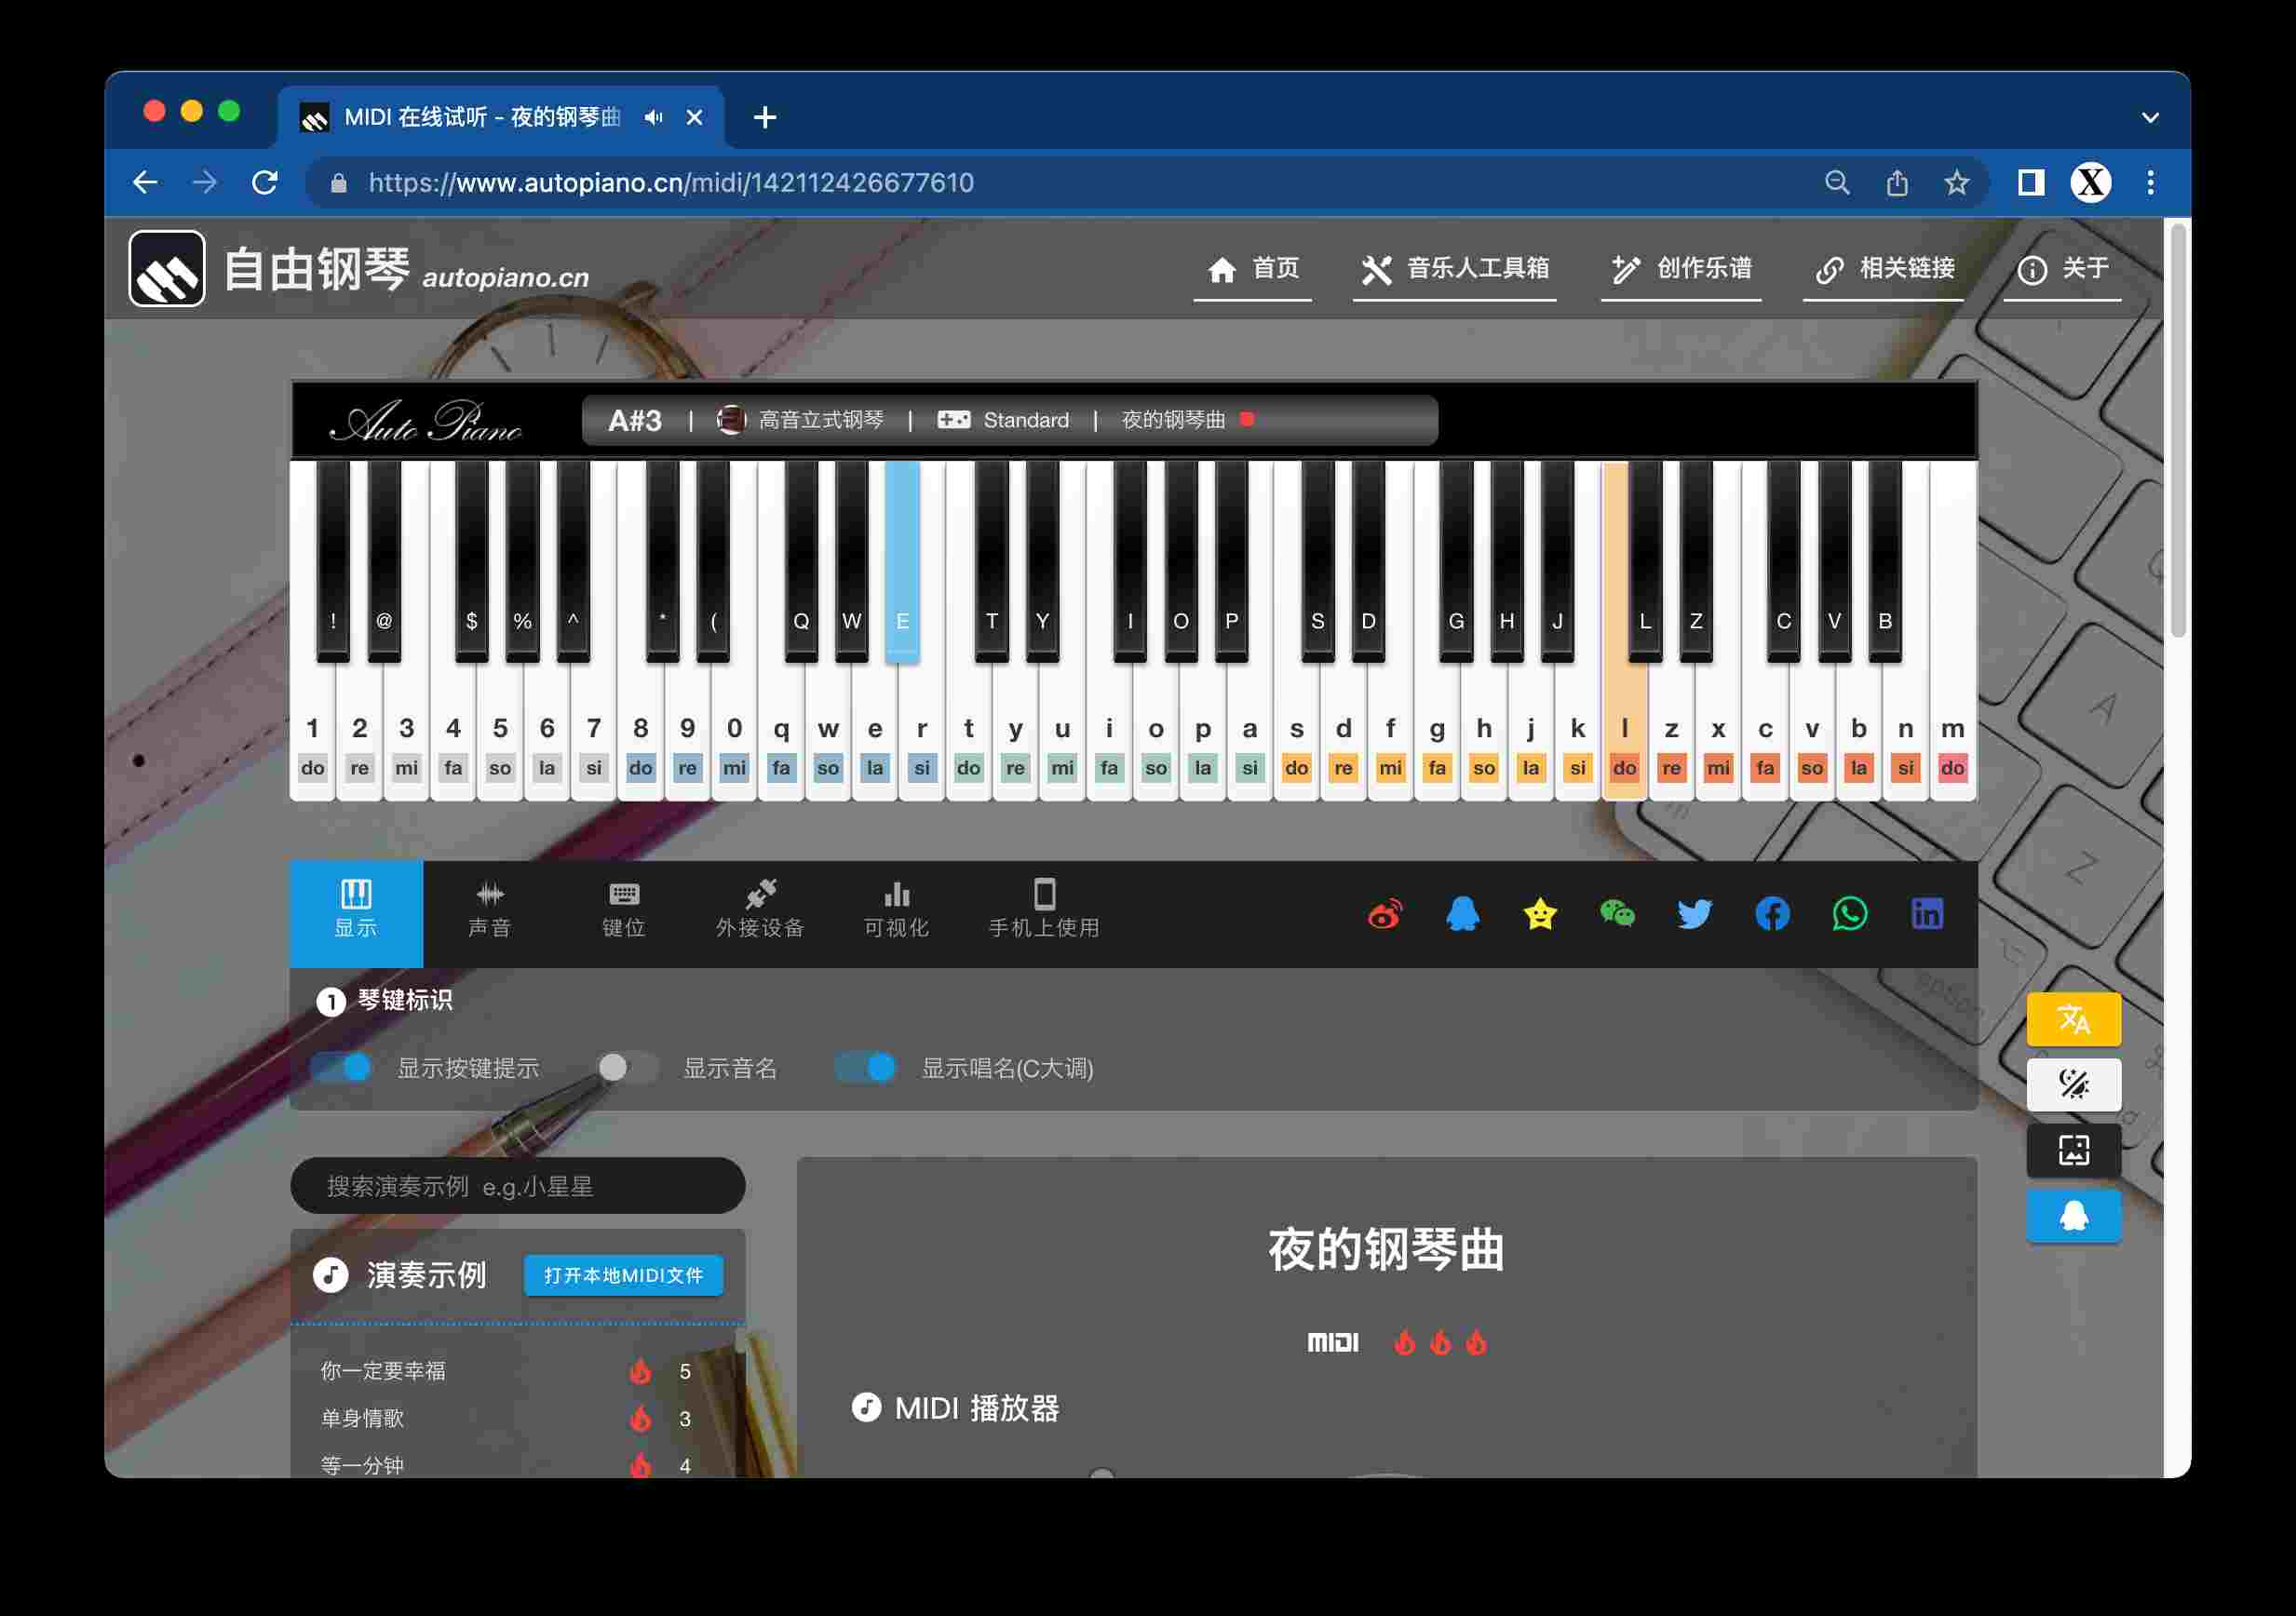 MIDI 在线试听 - 夜的钢琴曲
https://www.autopiano.cn/midi/142112426677610
X
自由钢琴 autopiano.cn
首页 音乐人工具箱 创作乐谱 相关链接 关于
Auto Piano
A#3 | 高音立式钢琴 | Standard | 夜的钢琴曲
! @ $ % ^ * ( Q W E T Y I O P S D G H J L Z C V B
1 2 3 4 5 6 7 8 9 0 q w e r t y u i o p a s d f g h j k l z x c v b n m
do re mi fa so la si do re mi fa so la si do re mi fa so la si do re mi fa so la si do re mi fa so la si do
显示 声音 键位 外接设备 可视化 手机上使用
in
1 琴键标识
显示按键提示 显示音名 显示唱名(C大调)
文A
搜索演奏示例 e.g.小星星
演奏示例 打开本地MIDI文件
你一定要幸福 5
单身情歌 3
等一分钟 4
夜的钢琴曲
MIDI
MIDI 播放器
A
Z